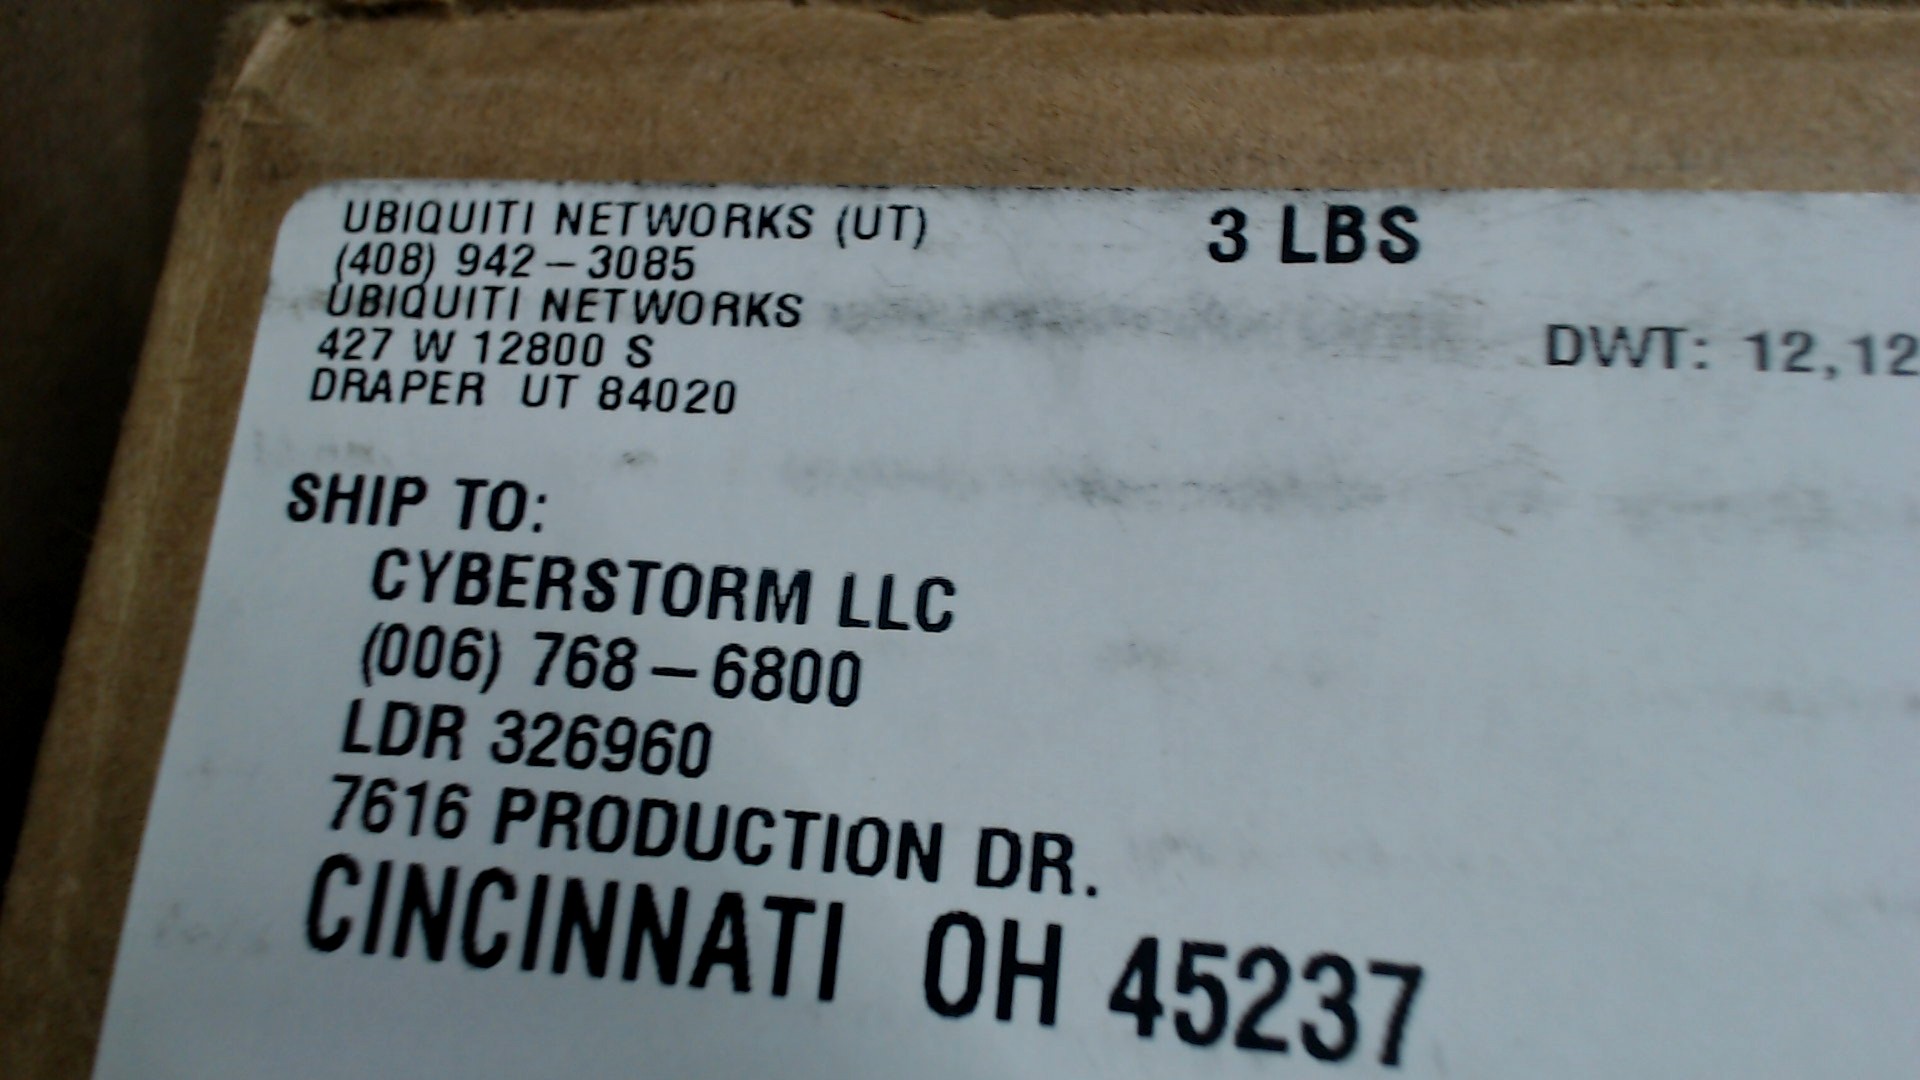 UBIQUITI NETWORKS (UT)
(408) 942-3085
UBIQUITI NETWORKS
427 W 12800 S
DRAPER UT 84020
3 LBS
DWT: 12,12
SHIP TO:
CYBERSTORM LLC
(006) 768-6800
LDR 326960
7616 PRODUCTION DR.
CINCINNATI OH 45237